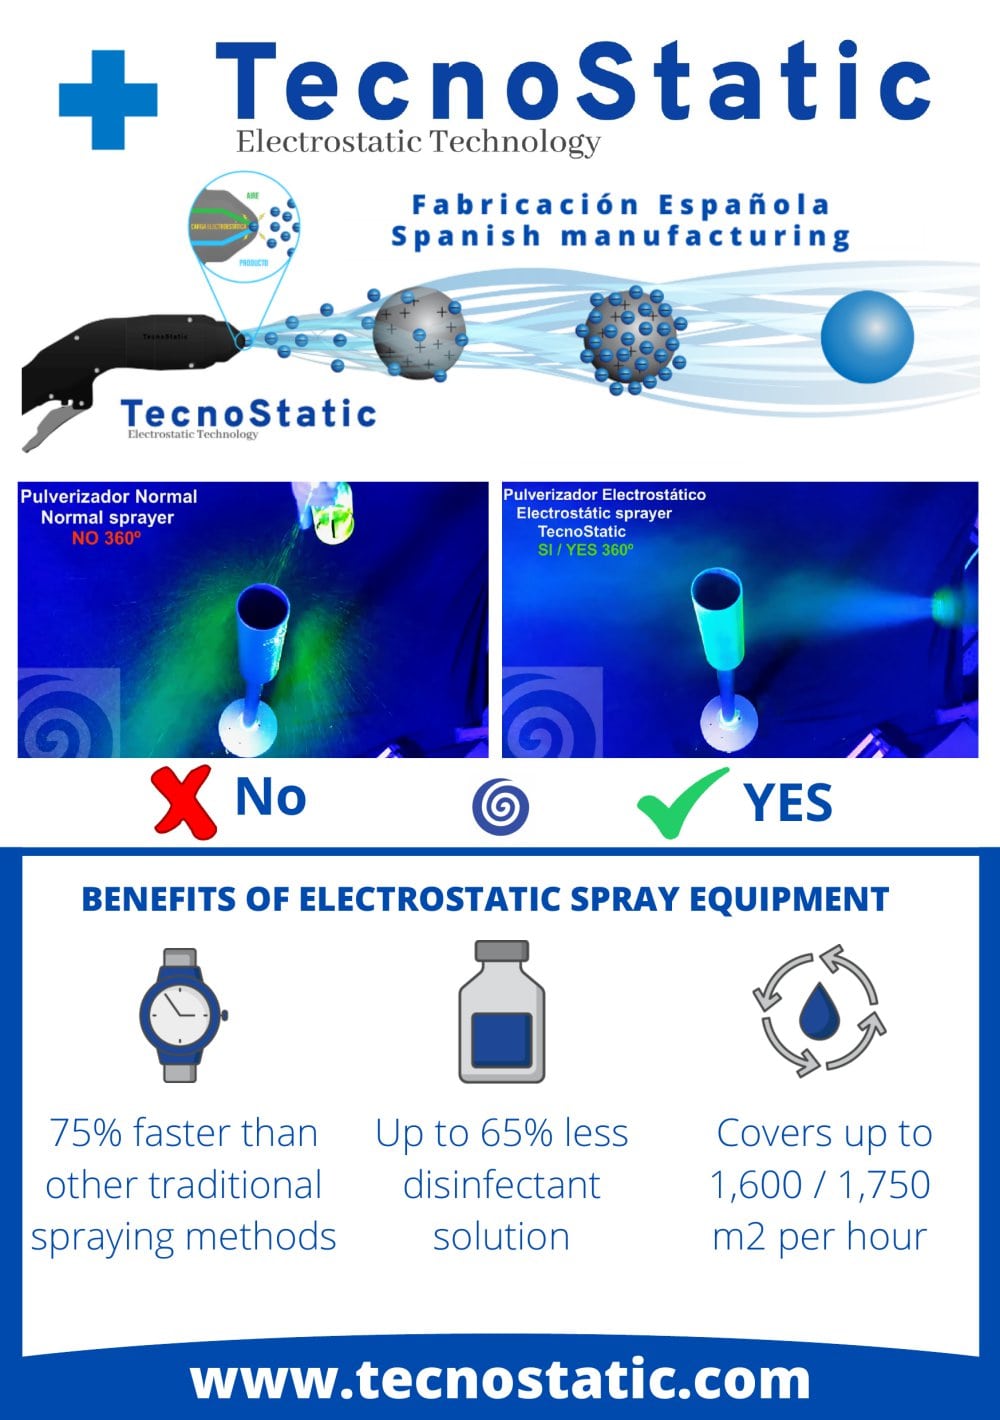 TecnoStatic
Electrostatic Technology
Fabricación Española
Spanish manufacturing
AIRE
CARGA ELECTROESTÁTICA
PRODUCTO
TecnoStatic
TecnoStatic
Electrostatic Technology
Pulverizador Normal
Normal sprayer
NO 360º
Pulverizador Electrostático
Electrostátic sprayer
TecnoStatic
SI / YES 360º
No
YES
BENEFITS OF ELECTROSTATIC SPRAY EQUIPMENT
75% faster than
other traditional
spraying methods
Up to 65% less
disinfectant
solution
Covers up to
1,600 / 1,750
m2 per hour
www.tecnostatic.com